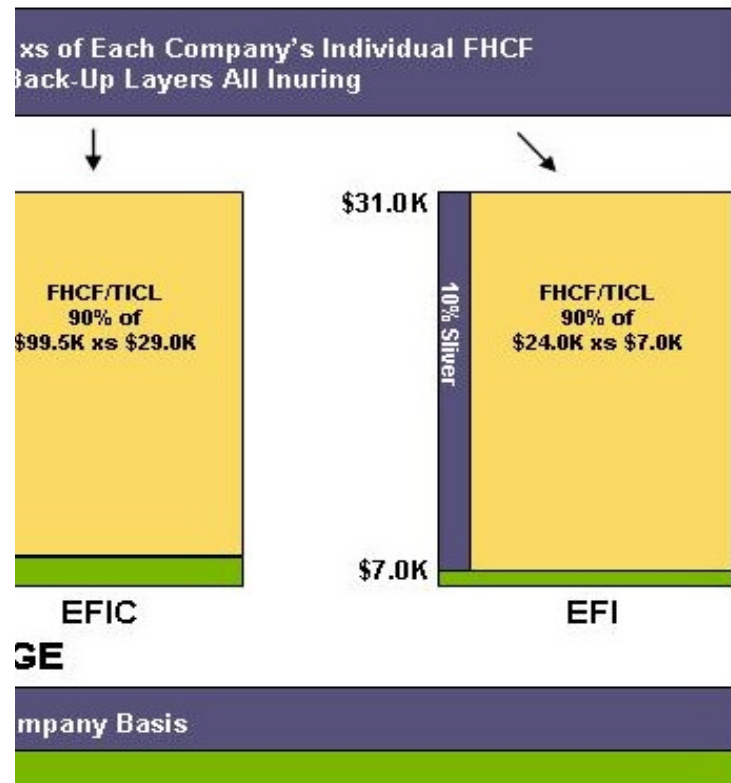 xs of Each Company's Individual FHCF
Back-Up Layers All Inuring
$31.0K
FHCF/TICL
90% of
$99.5K xs $29.0K
10% Sliver
FHCF/TICL
90% of
$24.0K xs $7.0K
$7.0K
EFIC
EFI
GE
mpany Basis